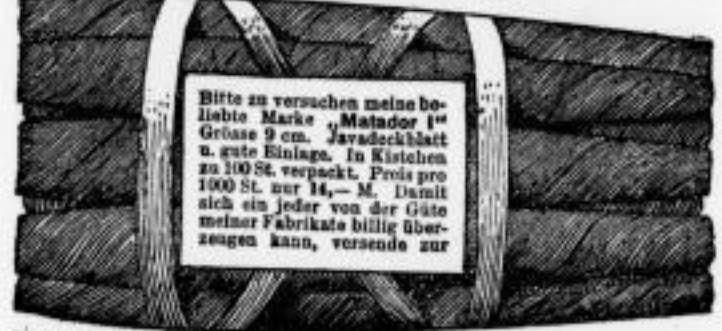 Bitte zu versuchen meine be-
liebte Marke „Matador I“
Grösse 9 cm. Javadeckblatt
u. gute Einlage. In Kistchen
zu 100 St. verpackt. Preis pro
1000 St. nur 14,— M. Damit
sich ein jeder von der Güte
meiner Fabrikate billig über-
zeugen kann, versende zur